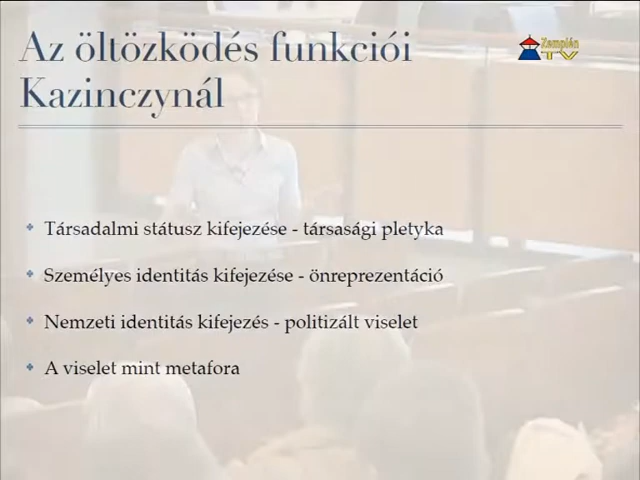 Az öltözködés funkciói
Kazinczynál
Zemplén
TV
Társadalmi státusz kifejezése - társasági pletyka
Személyes identitás kifejezése - önreprezentáció
Nemzeti identitás kifejezés - politizált viselet
A viselet mint metafora